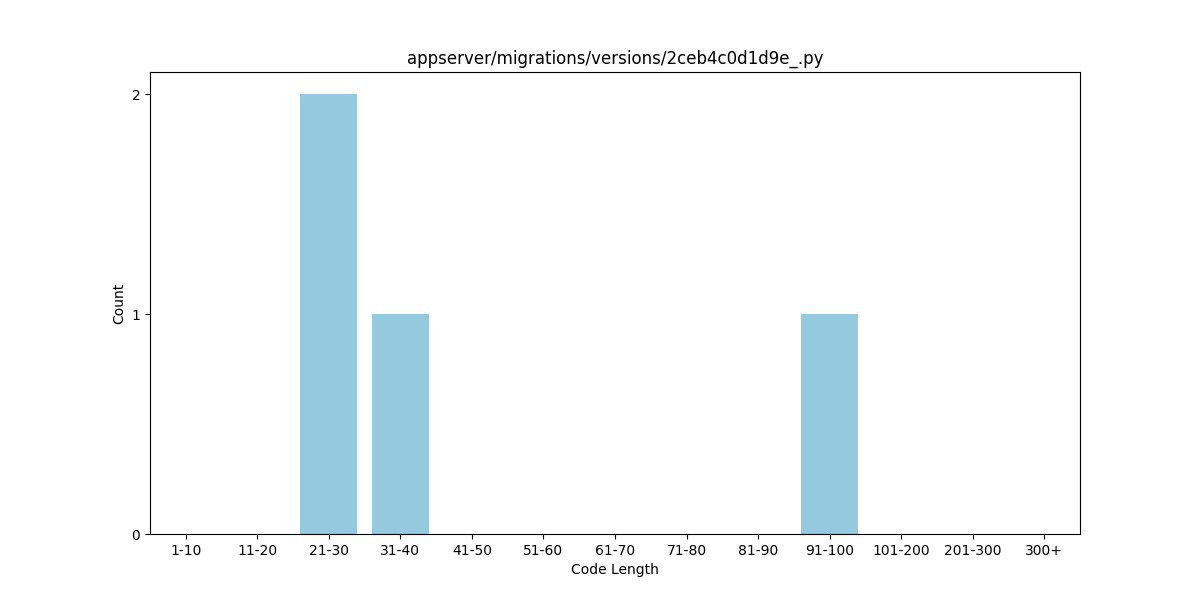 appserver/migrations/versions/2ceb4c0d1d9e_.py
2
1
0
Count
1-10 11-20 21-30 31-40 41-50 51-60 61-70 71-80 81-90 91-100 101-200 201-300 300+
Code Length